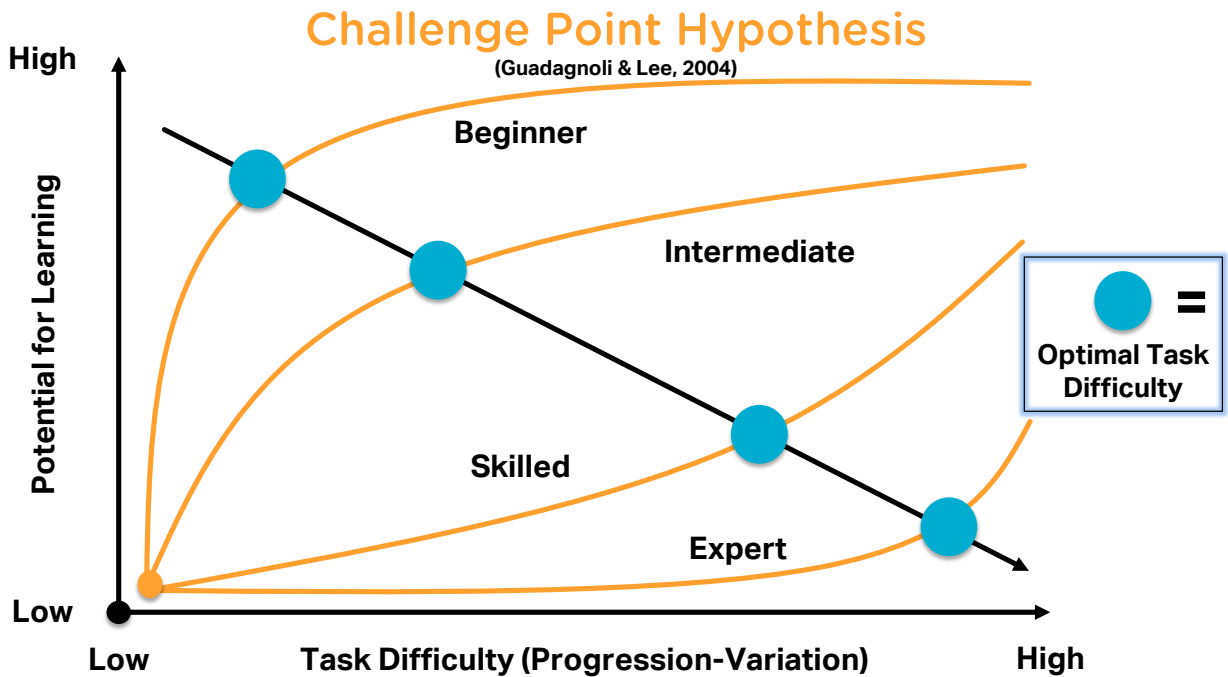 Challenge Point Hypothesis
(Guadagnoli & Lee, 2004)
High
Beginner
Potential for Learning
Intermediate
=
Optimal Task
Difficulty
Skilled
Expert
Low
Low
Task Difficulty (Progression-Variation)
High